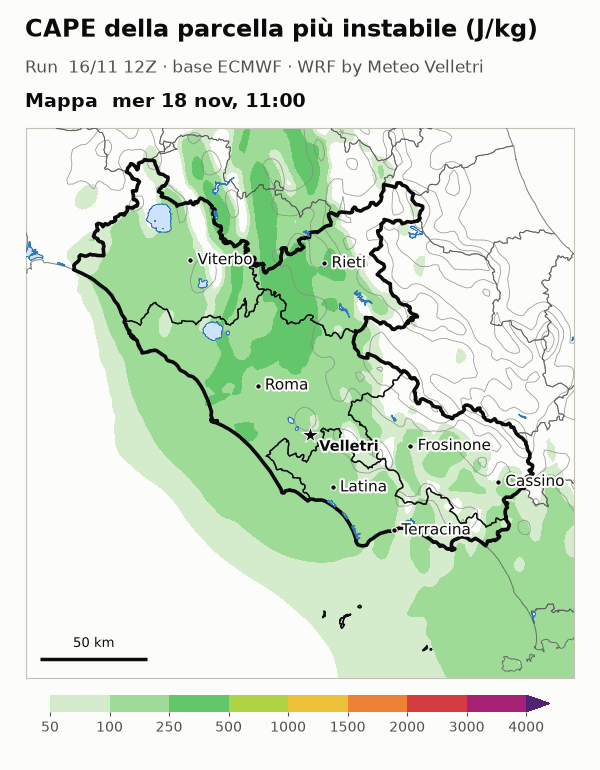 CAPE della parcella più instabile (J/kg)
Run  16/11 12Z · base ECMWF · WRF by Meteo Velletri
Mappa  mer 18 nov, 11:00
Viterbo
Rieti
Roma
Velletri
Frosinone
Latina
Cassino
Terracina
50 km
50 100 250 500 1000 1500 2000 3000 4000